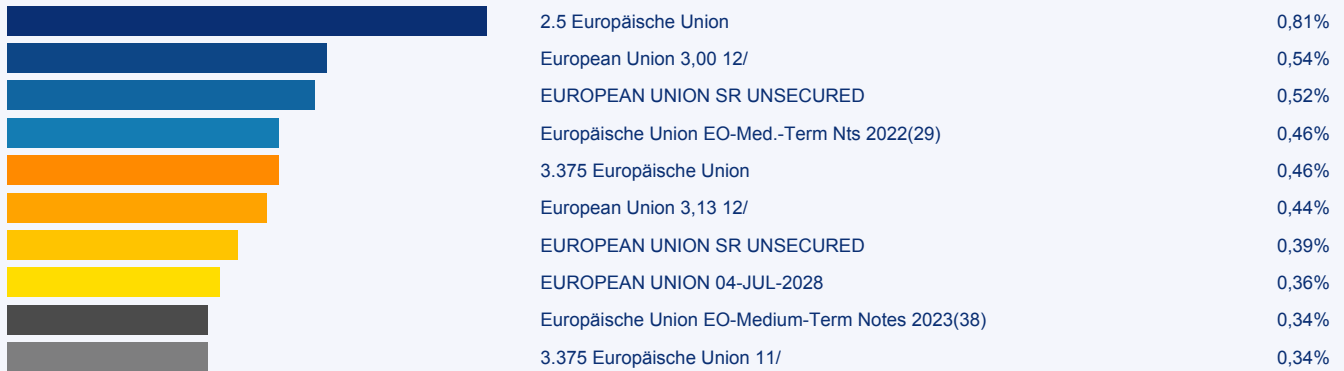 2.5 Europäische Union 0,81%
European Union 3,00 12/ 0,54%
EUROPEAN UNION SR UNSECURED 0,52%
Europäische Union EO-Med.-Term Nts 2022(29) 0,46%
3.375 Europäische Union 0,46%
European Union 3,13 12/ 0,44%
EUROPEAN UNION SR UNSECURED 0,39%
EUROPEAN UNION 04-JUL-2028 0,36%
Europäische Union EO-Medium-Term Notes 2023(38) 0,34%
3.375 Europäische Union 11/ 0,34%